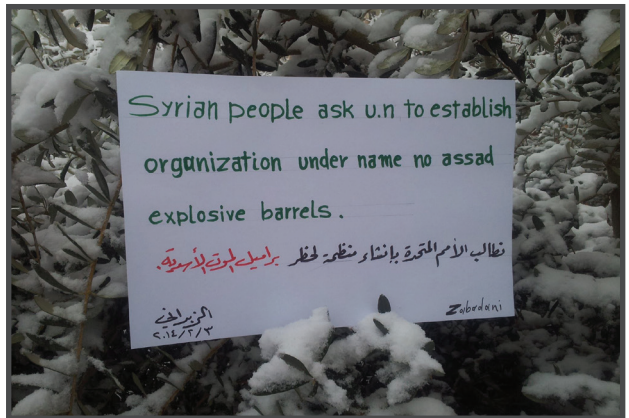 Syrian people ask u.n to establish
organization under name no assad
explosive barrels.
نطالب الأمم المتحدة بإنشاء منظمة لحظر براميل الموت الأسدية.
الزبداني
٢٠١٤/٢/٣
Zabadani